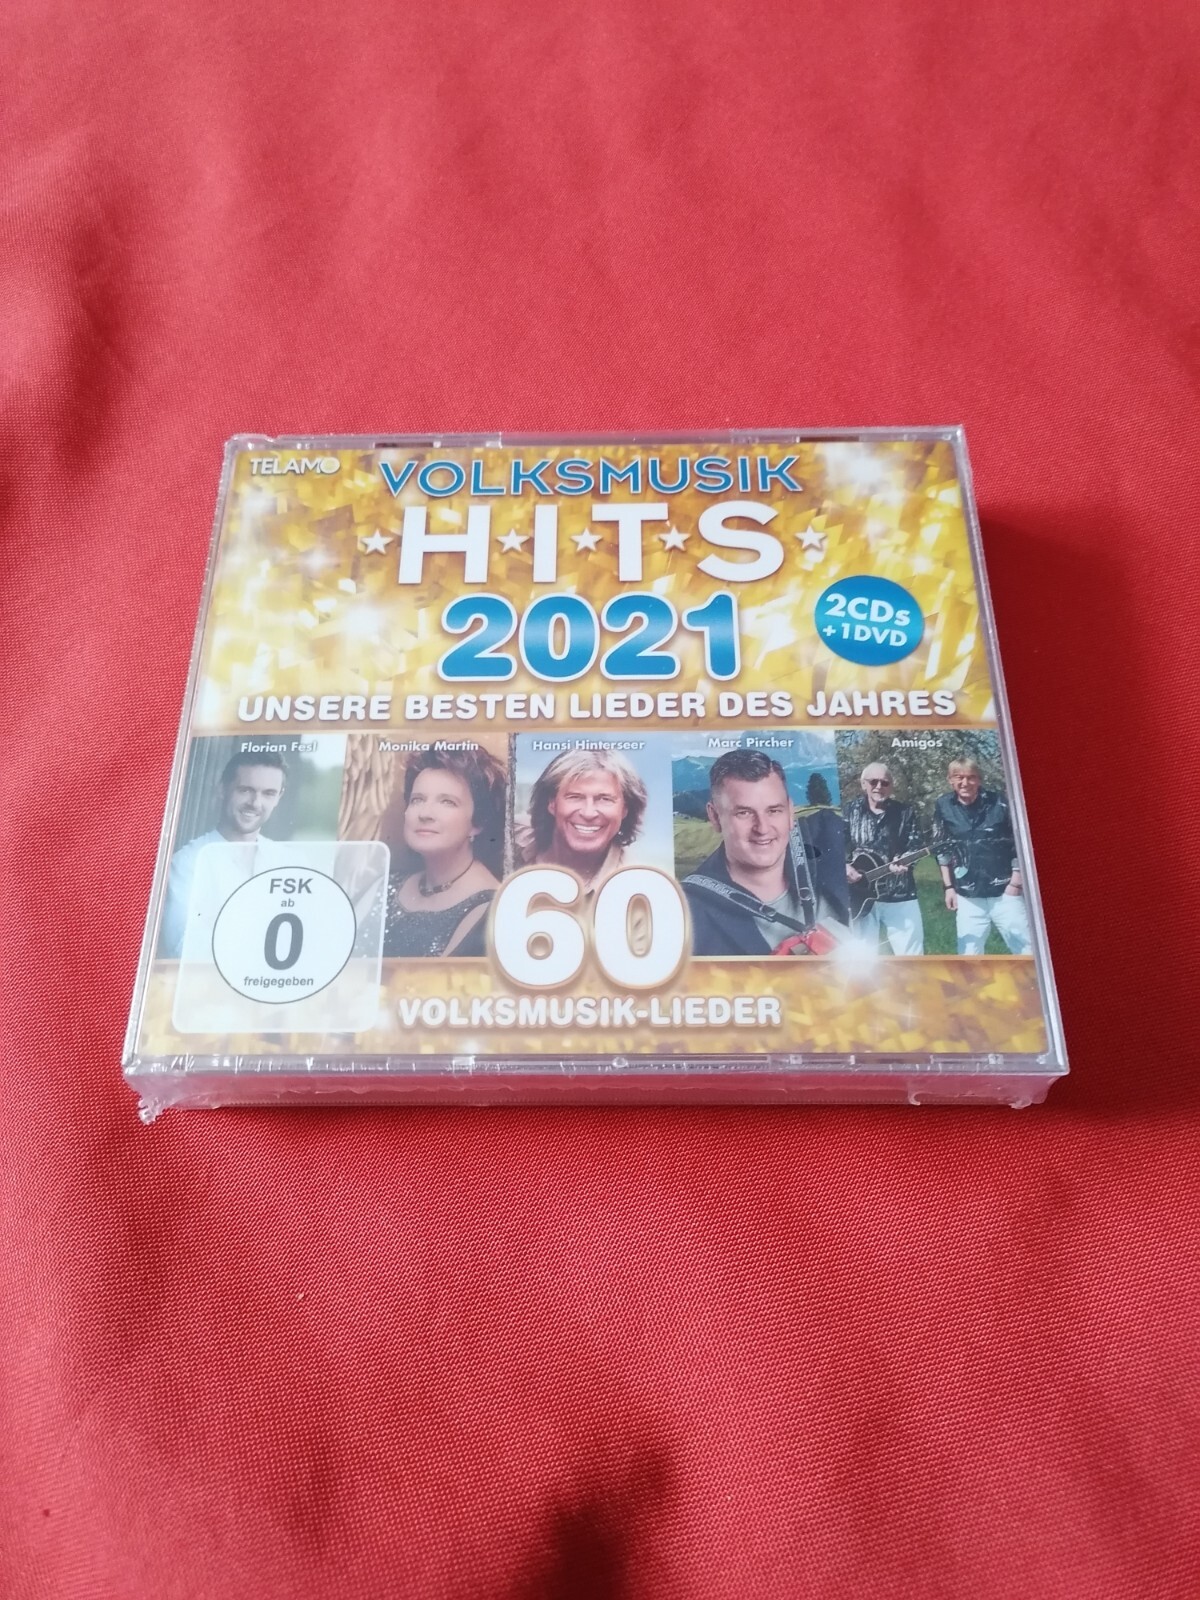 TELAMO
VOLKSMUSIK
H·I·T·S
2021
2CDs
+1DVD
UNSERE BESTEN LIEDER DES JAHRES
Florian Fesl
Monika Martin
Hansi Hinterseer
Marc Pircher
Amigos
FSK
ab
0
freigegeben
60
VOLKSMUSIK-LIEDER